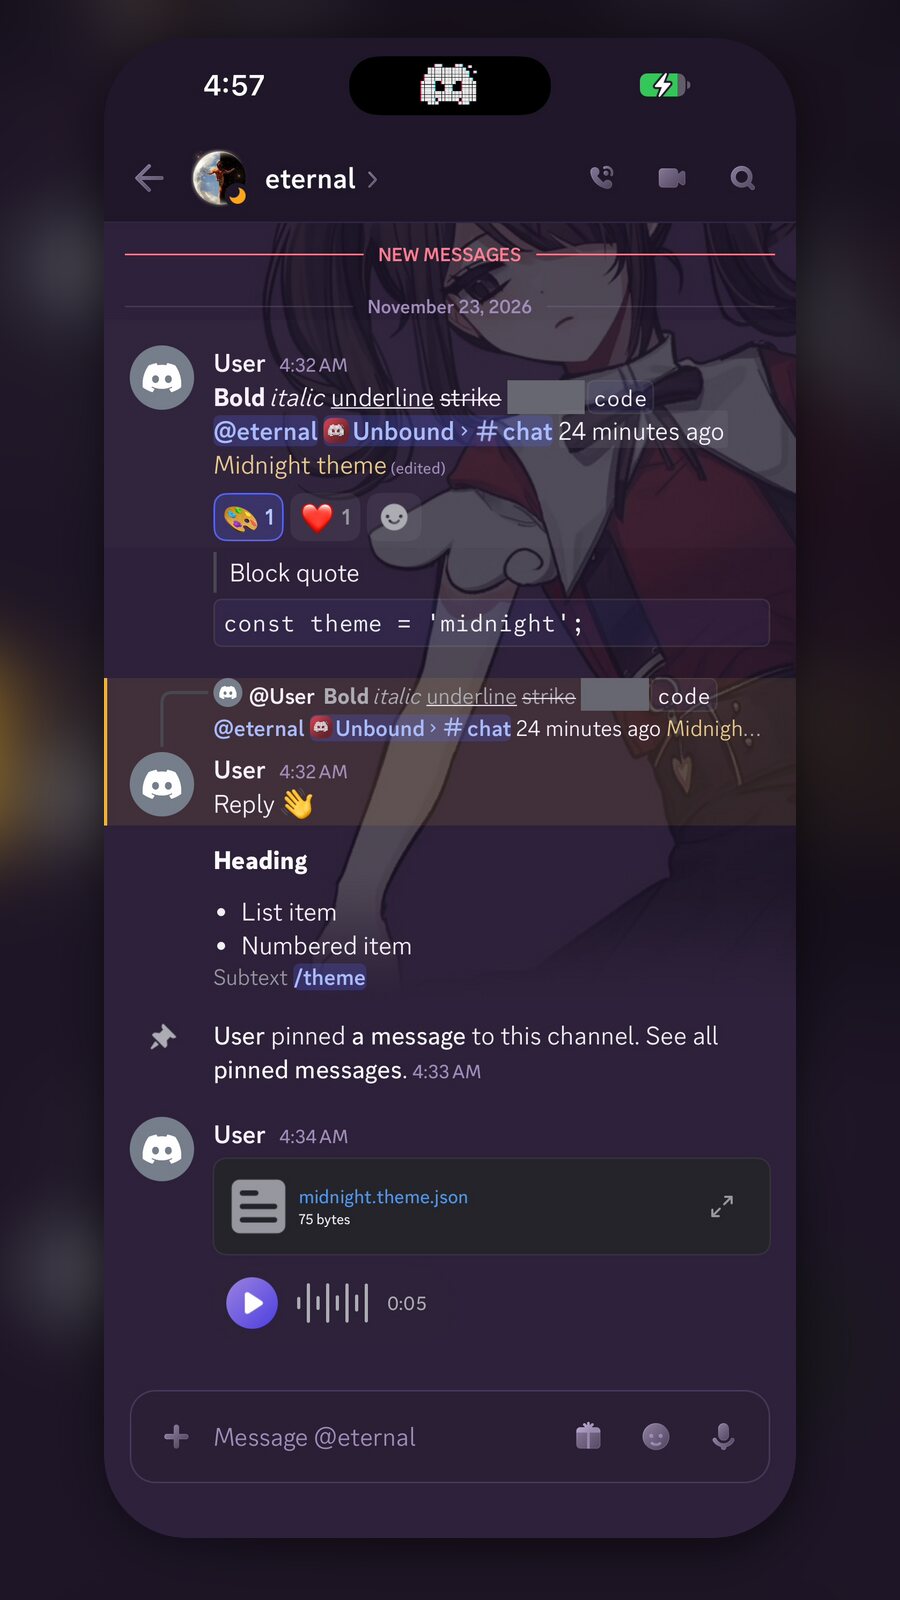 4:57
eternal
NEW MESSAGES
November 23, 2026
User 4:32 AM
Bold italic underline strike code
@eternal Unbound › # chat 24 minutes ago
Midnight theme (edited)
🎨 1 ❤️ 1
Block quote
const theme = 'midnight';
@User Bold italic underline strike code
@eternal Unbound › # chat 24 minutes ago Midnigh...
User 4:32 AM
Reply 👋
Heading
• List item
• Numbered item
Subtext /theme
User pinned a message to this channel. See all
pinned messages. 4:33 AM
User 4:34 AM
midnight.theme.json
75 bytes
0:05
Message @eternal